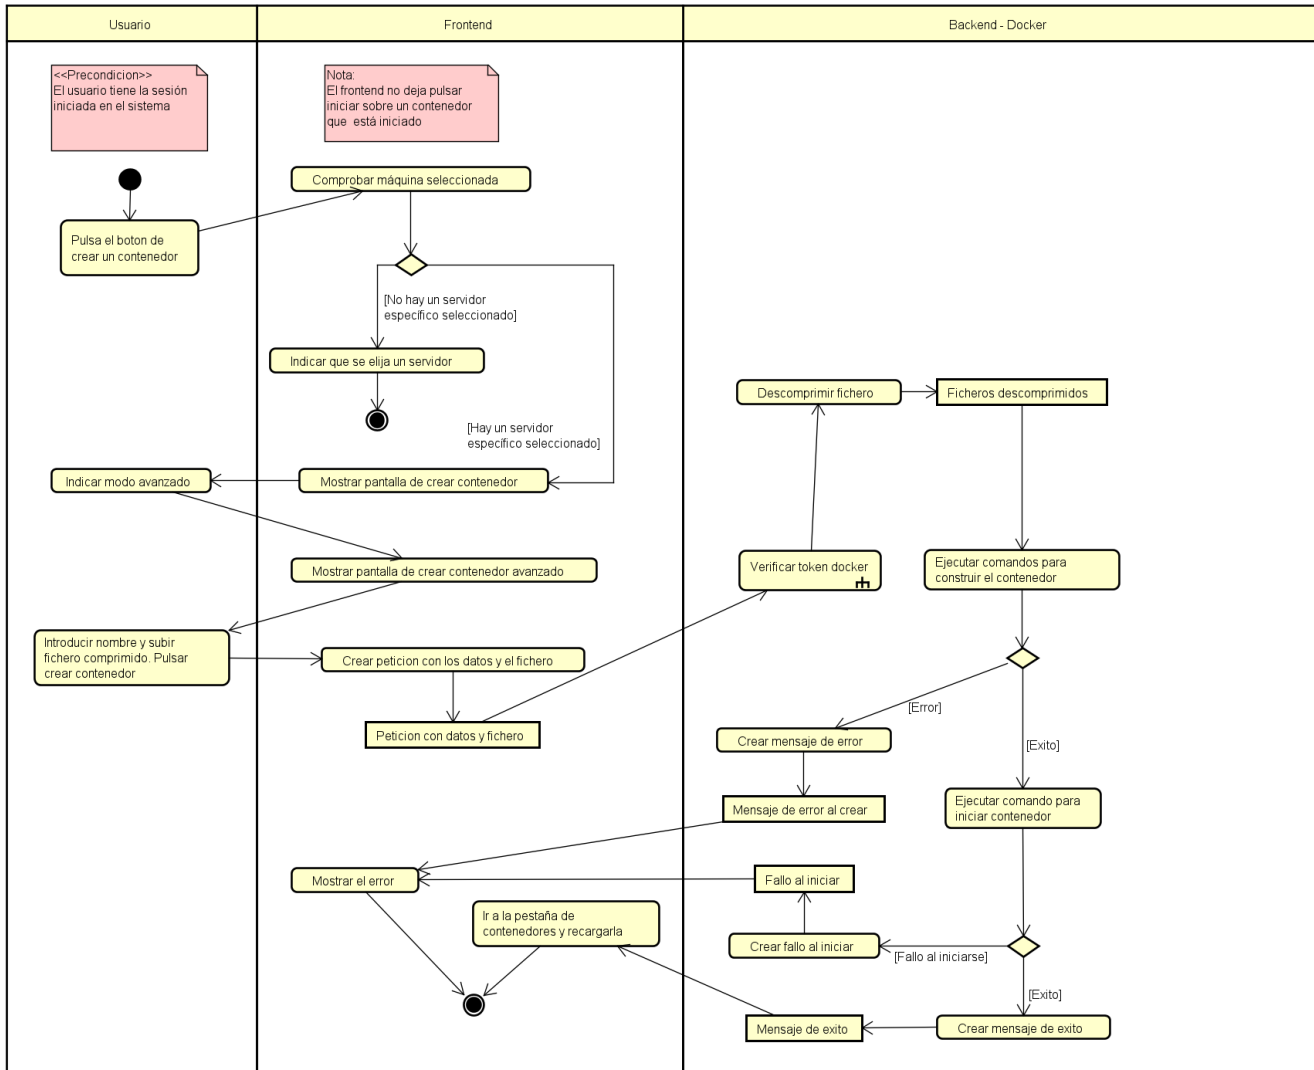 Usuario
Frontend
Backend - Docker
<<Precondicion>>
El usuario tiene la sesión
iniciada en el sistema
Nota:
El frontend no deja pulsar
iniciar sobre un contenedor
que está iniciado
Comprobar máquina seleccionada
Pulsa el boton de
crear un contenedor
[No hay un servidor
específico seleccionado]
Indicar que se elija un servidor
Descomprimir fichero
Ficheros descomprimidos
[Hay un servidor
específico seleccionado]
Indicar modo avanzado
Mostrar pantalla de crear contenedor
Mostrar pantalla de crear contenedor avanzado
Verificar token docker
Ejecutar comandos para
construir el contenedor
Introducir nombre y subir
fichero comprimido. Pulsar
crear contenedor
Crear peticion con los datos y el fichero
Peticion con datos y fichero
[Error]
Crear mensaje de error
[Exito]
Mensaje de error al crear
Ejecutar comando para
iniciar contenedor
Mostrar el error
Fallo al iniciar
Ir a la pestaña de
contenedores y recargarla
Crear fallo al iniciar
[Fallo al iniciarse]
[Exito]
Mensaje de exito
Crear mensaje de exito